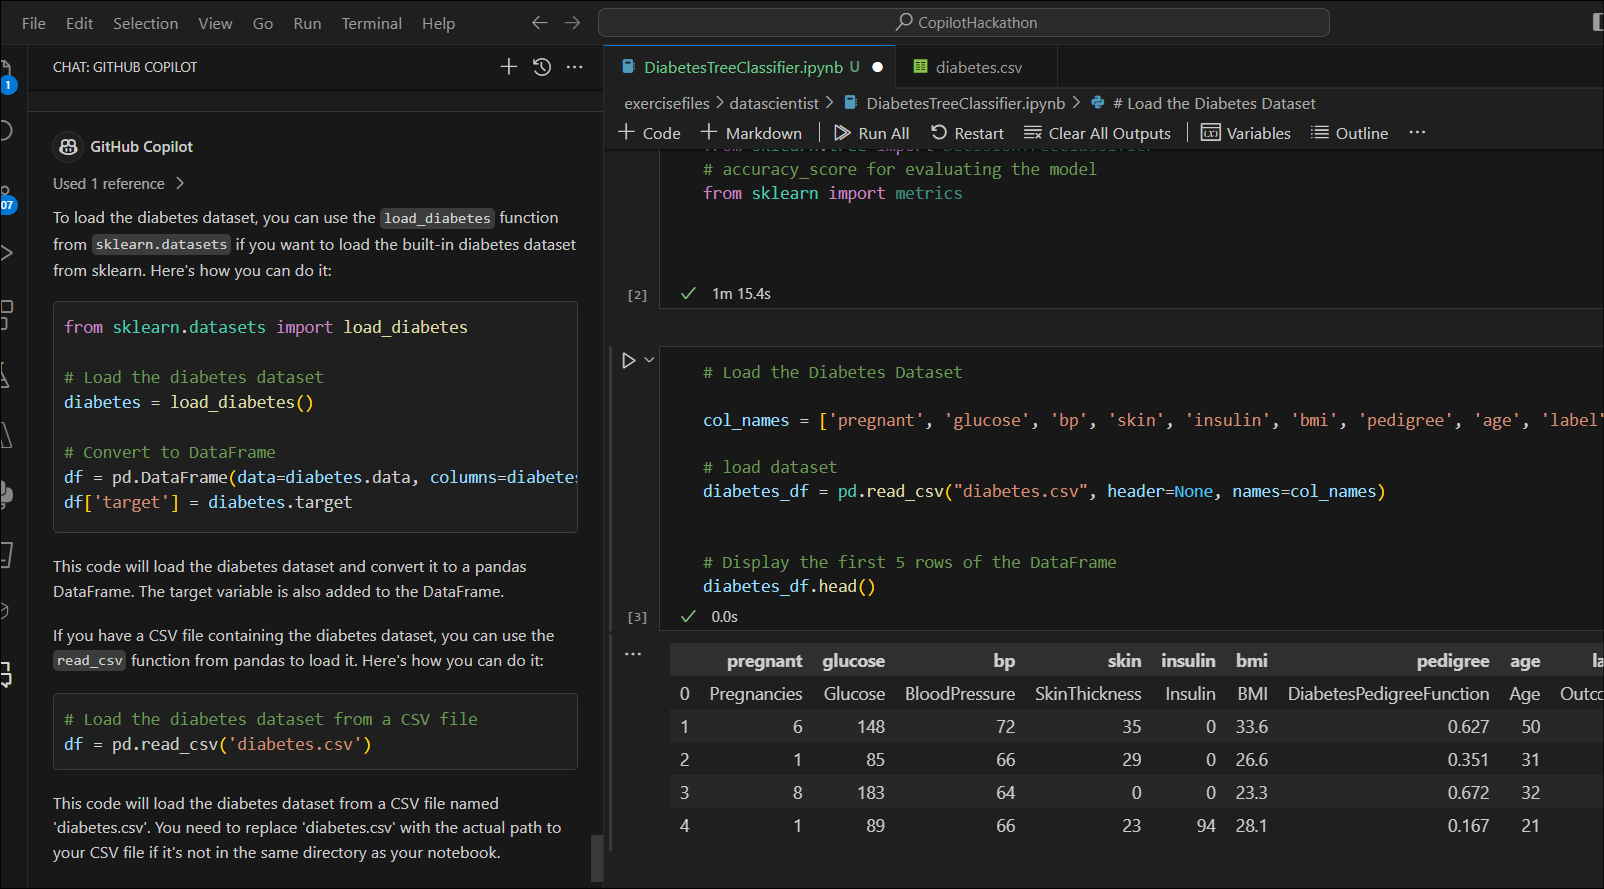 File Edit Selection View Go Run Terminal Help
CopilotHackathon
CHAT: GITHUB COPILOT
1
07
GitHub Copilot
Used 1 reference
To load the diabetes dataset, you can use the load_diabetes function
from sklearn.datasets if you want to load the built-in diabetes dataset
from sklearn. Here's how you can do it:
from sklearn.datasets import load_diabetes
# Load the diabetes dataset
diabetes = load_diabetes()
# Convert to DataFrame
df = pd.DataFrame(data=diabetes.data, columns=diabetes
df['target'] = diabetes.target
This code will load the diabetes dataset and convert it to a pandas
DataFrame. The target variable is also added to the DataFrame.
If you have a CSV file containing the diabetes dataset, you can use the
read_csv function from pandas to load it. Here's how you can do it:
# Load the diabetes dataset from a CSV file
df = pd.read_csv('diabetes.csv')
This code will load the diabetes dataset from a CSV file named
'diabetes.csv'. You need to replace 'diabetes.csv' with the actual path to
your CSV file if it's not in the same directory as your notebook.
DiabetesTreeClassifier.ipynb U
diabetes.csv
exercisefiles > datascientist > DiabetesTreeClassifier.ipynb > # Load the Diabetes Dataset
+ Code + Markdown Run All Restart Clear All Outputs Variables Outline ...
from sklearn.tree import DecisionTreeClassifier
# accuracy_score for evaluating the model
from sklearn import metrics
[2] 1m 15.4s
# Load the Diabetes Dataset
col_names = ['pregnant', 'glucose', 'bp', 'skin', 'insulin', 'bmi', 'pedigree', 'age', 'label'
# load dataset
diabetes_df = pd.read_csv("diabetes.csv", header=None, names=col_names)
# Display the first 5 rows of the DataFrame
diabetes_df.head()
[3] 0.0s
... pregnant glucose bp skin insulin bmi pedigree age la
0 Pregnancies Glucose BloodPressure SkinThickness Insulin BMI DiabetesPedigreeFunction Age Outco
1 6 148 72 35 0 33.6 0.627 50
2 1 85 66 29 0 26.6 0.351 31
3 8 183 64 0 0 23.3 0.672 32
4 1 89 66 23 94 28.1 0.167 21